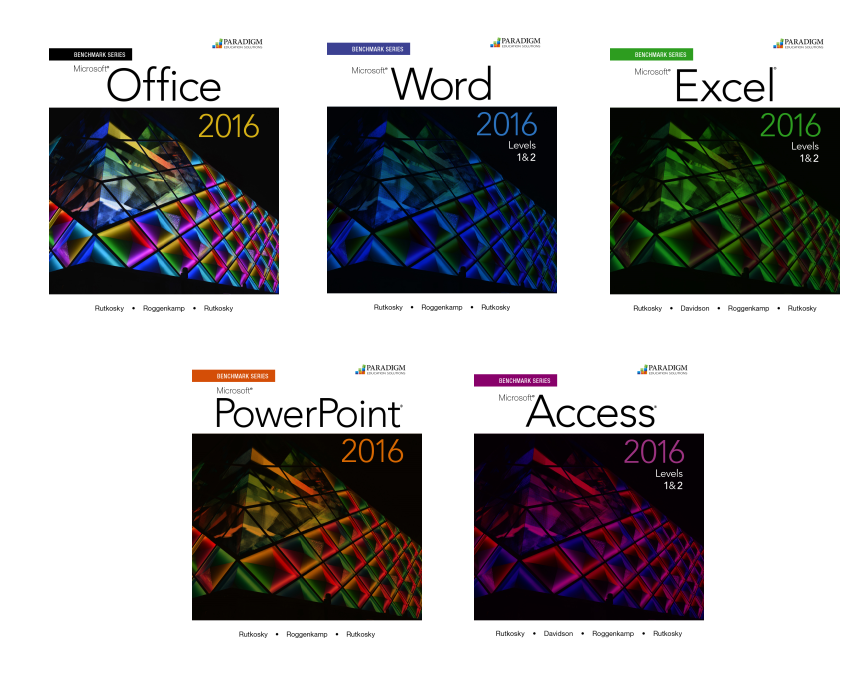 PARADIGM
EDUCATION SOLUTIONS
BENCHMARK SERIES
Microsoft®
Office
2016
Rutkosky • Roggenkamp • Rutkosky
PARADIGM
EDUCATION SOLUTIONS
BENCHMARK SERIES
Microsoft®
Word
2016
Levels
1&2
Rutkosky • Roggenkamp • Rutkosky
PARADIGM
EDUCATION SOLUTIONS
BENCHMARK SERIES
Microsoft®
Excel®
2016
Levels
1&2
Rutkosky • Davidson • Roggenkamp • Rutkosky
PARADIGM
EDUCATION SOLUTIONS
BENCHMARK SERIES
Microsoft®
PowerPoint®
2016
Rutkosky • Roggenkamp • Rutkosky
PARADIGM
EDUCATION SOLUTIONS
BENCHMARK SERIES
Microsoft®
Access®
2016
Levels
1&2
Rutkosky • Davidson • Roggenkamp • Rutkosky